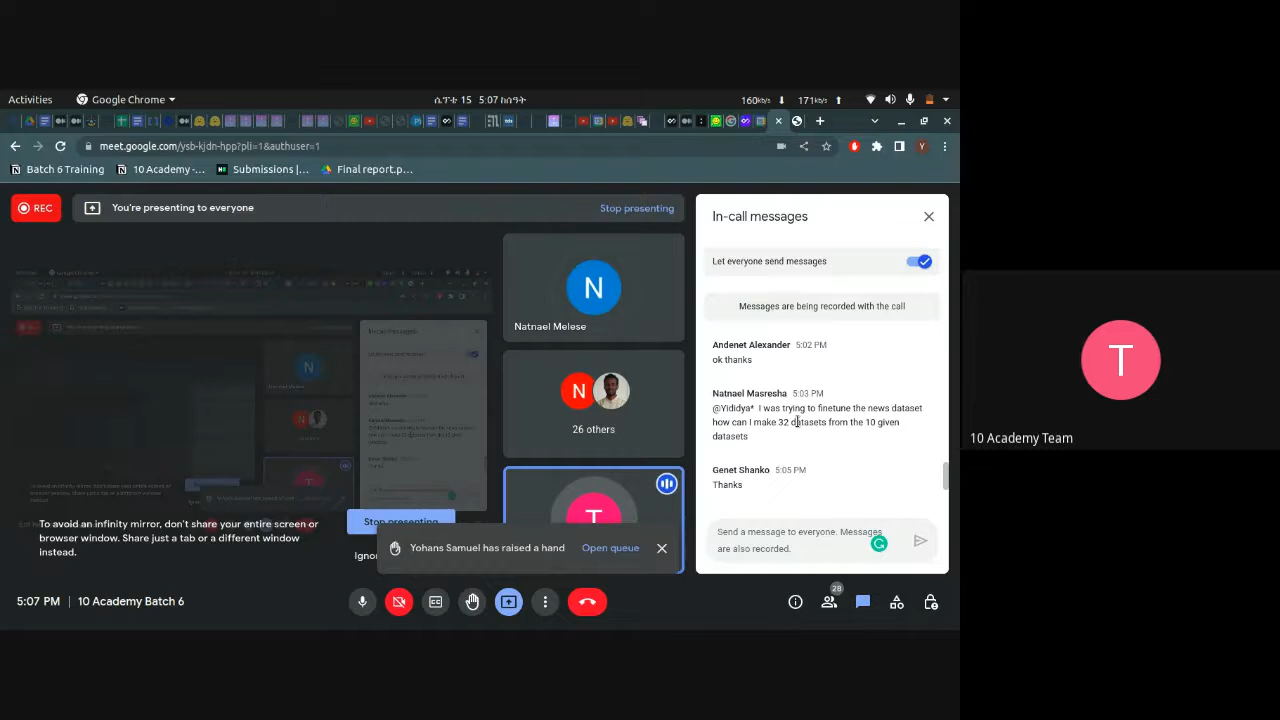 Activities
Google Chrome
ሴፕቴ 15 5:07 ከሰዓት
160kb/s
171kb/s
meet.google.com/ysb-kjdn-hpp?pli=1&authuser=1
Y
Batch 6 Training
10 Academy -...
Submissions |...
Final report.p...
REC
You're presenting to everyone
Stop presenting
N
Natnael Melese
N
26 others
T
To avoid an infinity mirror, don't share your entire screen or
browser window. Share just a tab or a different window
instead.
Stop presenting
Yohans Samuel has raised a hand
Open queue
5:07 PM | 10 Academy Batch 6
In-call messages
Let everyone send messages
Messages are being recorded with the call
Andenet Alexander 5:02 PM
ok thanks
Natnael Masresha 5:03 PM
@Yididya* I was trying to finetune the news dataset
how can I make 32 datasets from the 10 given
datasets
Genet Shanko 5:05 PM
Thanks
Send a message to everyone. Messages
are also recorded.
28
T
10 Academy Team